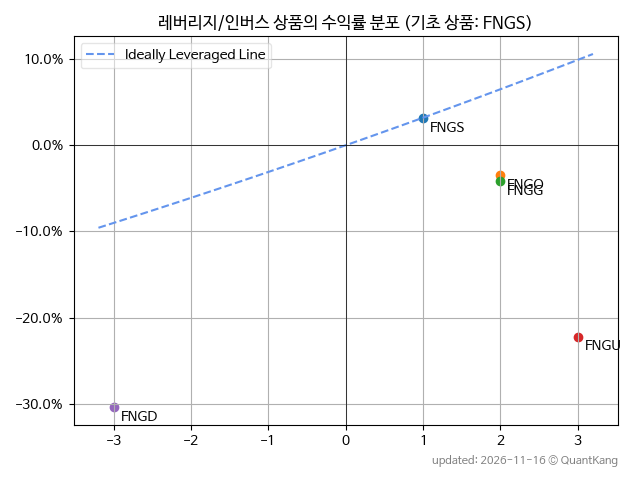 레버리지/인버스 상품의 수익률 분포 (기초 상품: FNGS)
10.0%
Ideally Leveraged Line
FNGS
0.0%
FNGO
FNGG
−10.0%
−20.0%
FNGU
−30.0%
FNGD
−3 −2 −1 0 1 2 3
updated: 2026-11-16 © QuantKang